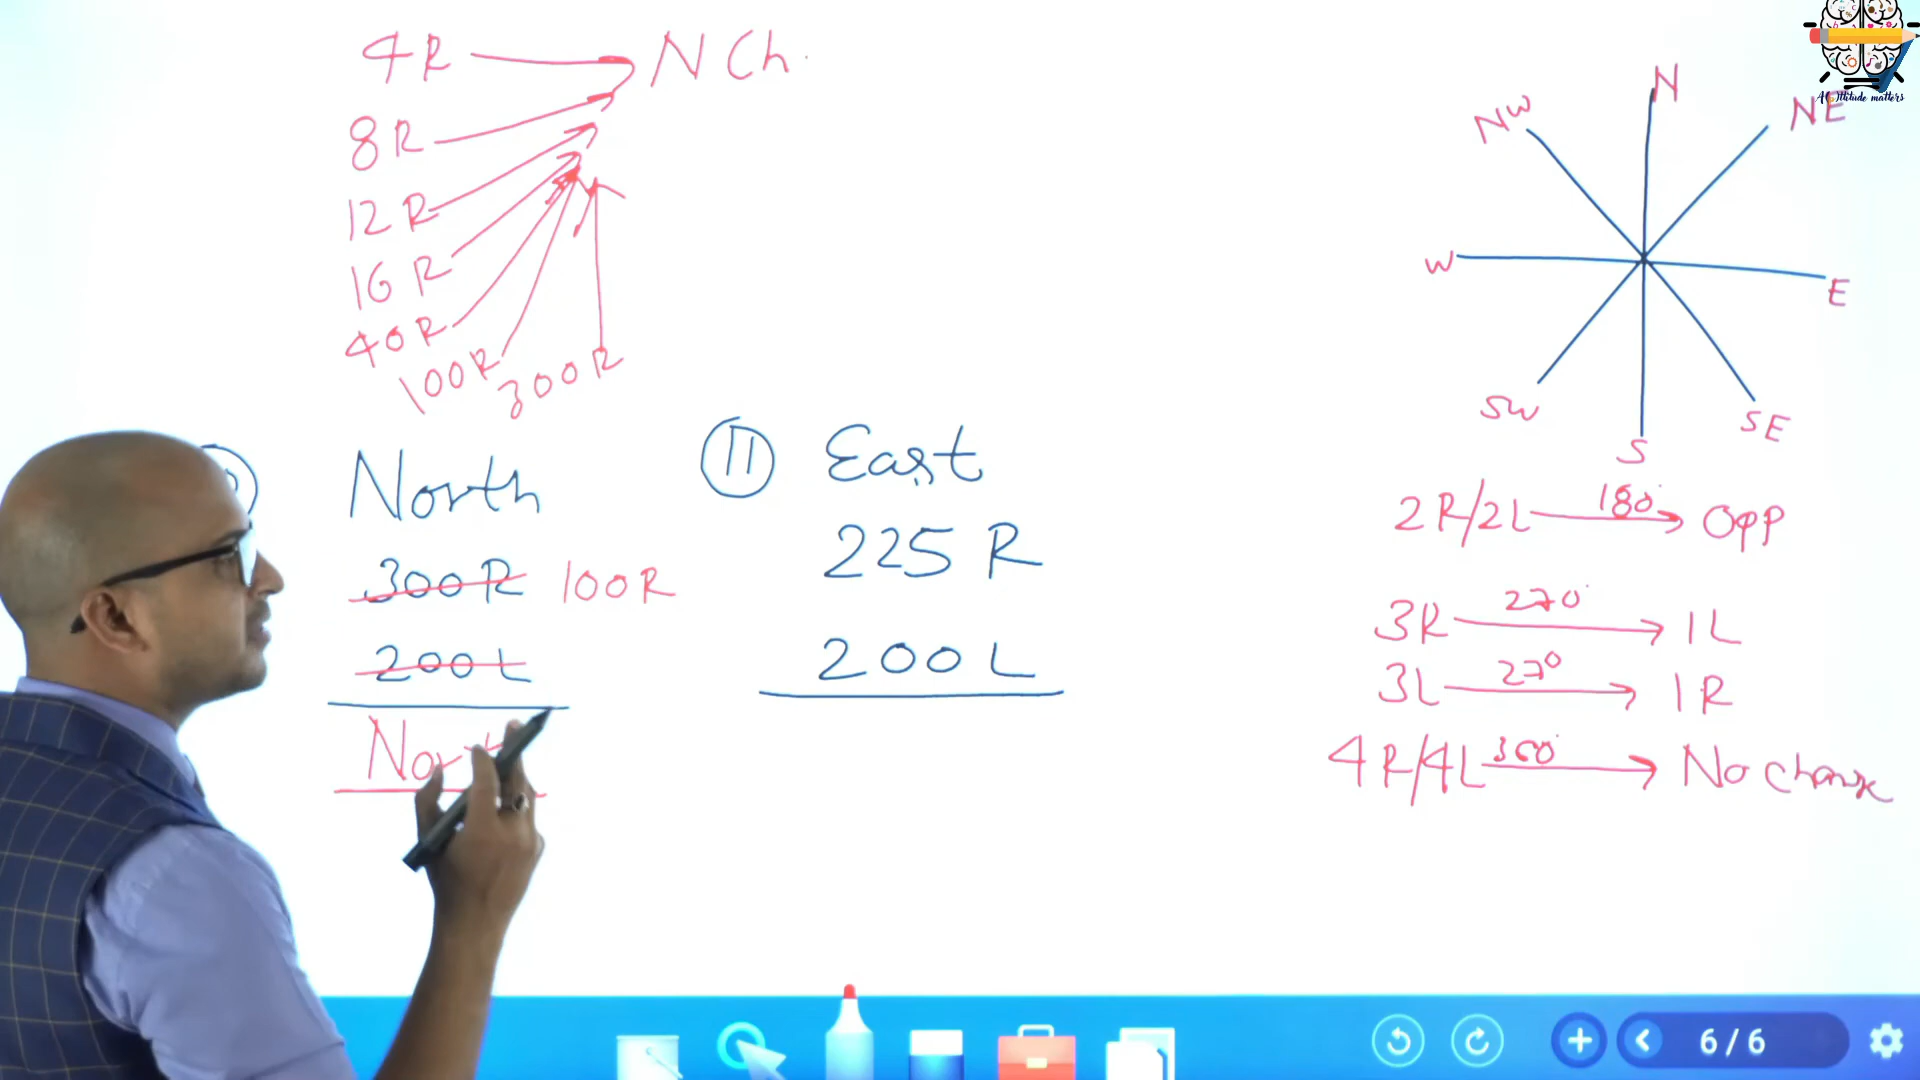 4R N Ch.
8R
12R
16R
40R
100R
300R
North
300R 100R
200L
11 East
225 R
200 L
N
NE
E
SE
S
SW
W
NW
2R/2L 180° Opp
3R 270° 1L
3L 270 1R
4R/4L 360° No change
6/6